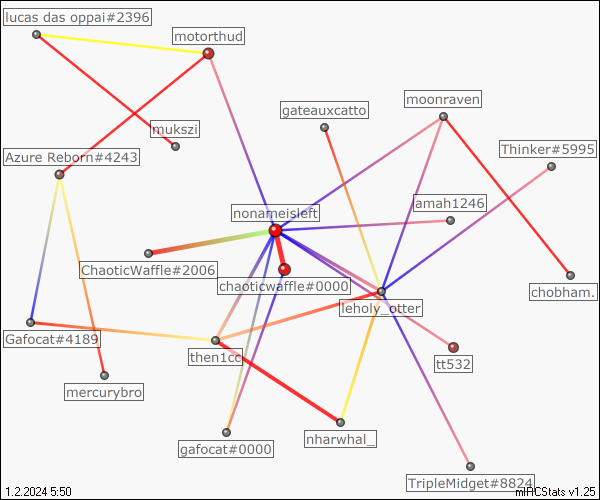 lucas das oppai#2396
motorthud
moonraven
gateauxcatto
mukszi
Thinker#5995
Azure Reborn#4243
amah1246
nonameisleft
ChaoticWaffle#2006
chaoticwaffle#0000
chobham.
leholy_otter
Gafocat#4189
then1cc
tt532
mercurybro
gafocat#0000
nharwhal_
TripleMidget#8824
1.2.2024 5:50
mIRCStats v1.25